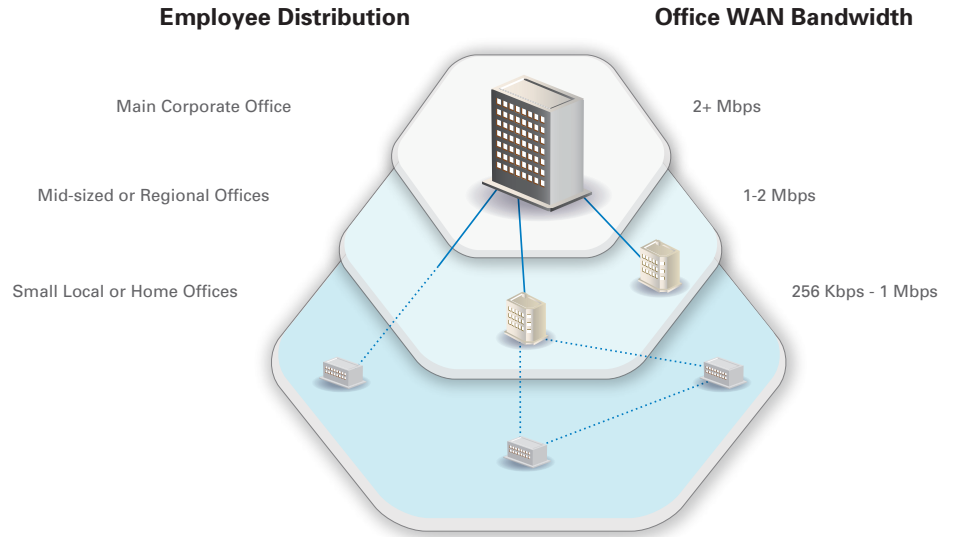 Employee Distribution
Office WAN Bandwidth
Main Corporate Office
2+ Mbps
Mid-sized or Regional Offices
1-2 Mbps
Small Local or Home Offices
256 Kbps - 1 Mbps